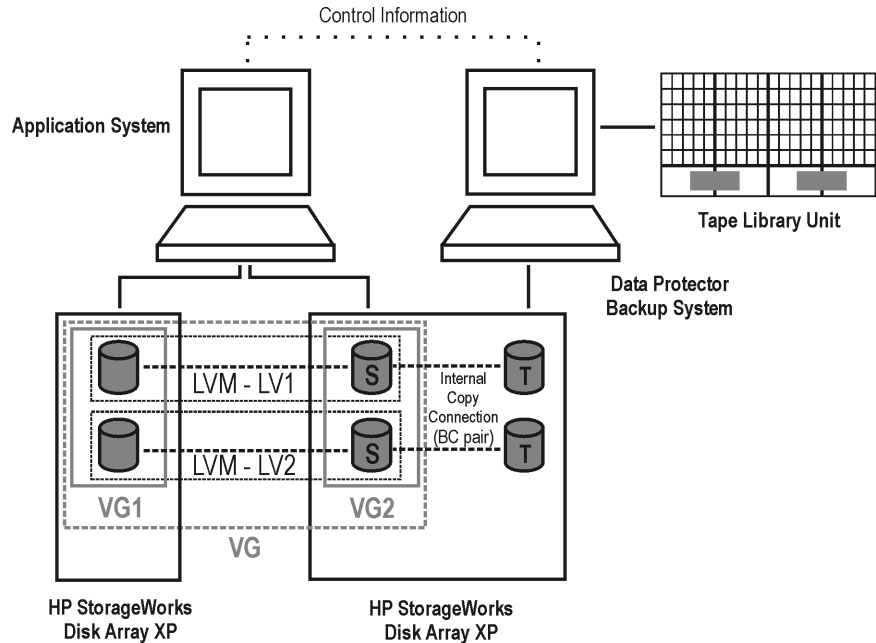 Control Information
Application System
Tape Library Unit
Data Protector
Backup System
S
T
LVM - LV1
Internal
Copy
Connection
(BC pair)
S
T
LVM - LV2
VG1
VG2
VG
HP StorageWorks
Disk Array XP
HP StorageWorks
Disk Array XP